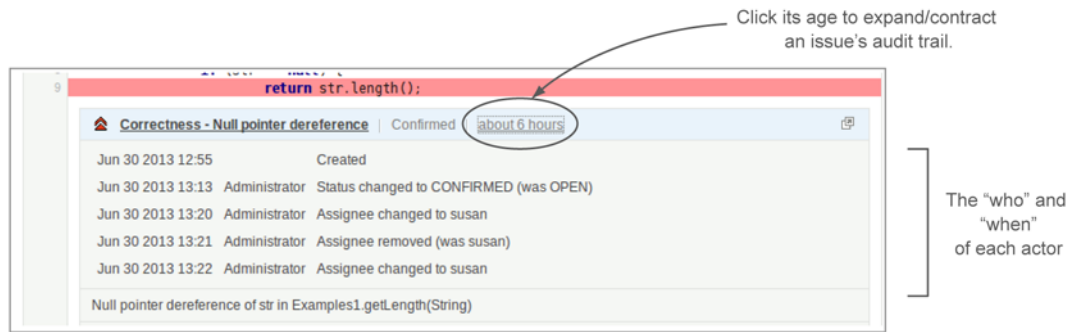 Click its age to expand/contract
an issue's audit trail.
9 return str.length();
Correctness - Null pointer dereference | Confirmed | about 6 hours
Jun 30 2013 12:55 Created
Jun 30 2013 13:13 Administrator Status changed to CONFIRMED (was OPEN)
Jun 30 2013 13:20 Administrator Assignee changed to susan
Jun 30 2013 13:21 Administrator Assignee removed (was susan)
Jun 30 2013 13:22 Administrator Assignee changed to susan
The “who” and
“when”
of each actor
Null pointer dereference of str in Examples1.getLength(String)